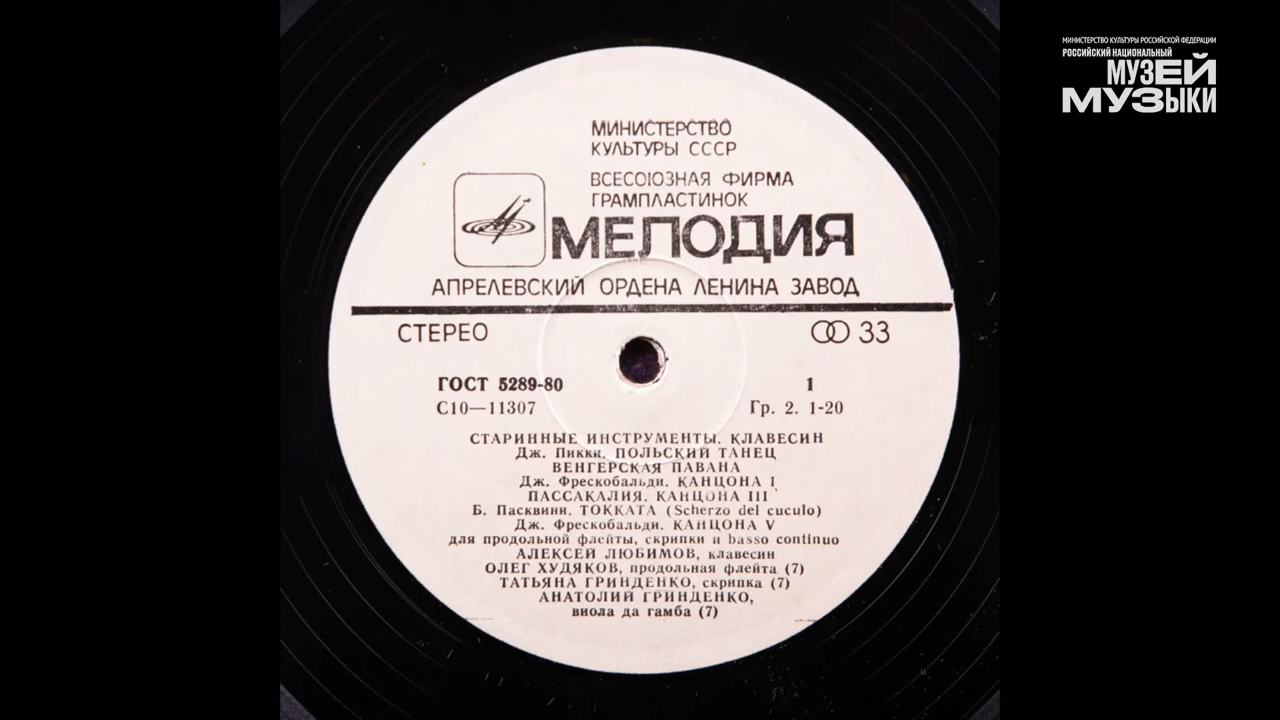 МИНИСТЕРСТВО КУЛЬТУРЫ РОССИЙСКОЙ ФЕДЕРАЦИИ
РОССИЙСКИЙ НАЦИОНАЛЬНЫЙ
МУЗЕЙ
МУЗЫКИ
МИНИСТЕРСТВО
КУЛЬТУРЫ СССР
ВСЕСОЮЗНАЯ ФИРМА
ГРАМПЛАСТИНОК
МЕЛОДИЯ
АПРЕЛЕВСКИЙ ОРДЕНА ЛЕНИНА ЗАВОД
СТЕРЕО 33
ГОСТ 5289-80 1
С10—11307 Гр. 2. 1-20
СТАРИННЫЕ ИНСТРУМЕНТЫ. КЛАВЕСИН
Дж. Пикки. ПОЛЬСКИЙ ТАНЕЦ
ВЕНГЕРСКАЯ ПАВАНА
Дж. Фрескобальди. КАНЦОНА I
ПАССАКАЛИЯ. КАНЦОНА III
Б. Пасквини. ТОККАТА (Scherzo del cuculo)
Дж. Фрескобальди. КАНЦОНА V
для продольной флейты, скрипки и basso continuo
АЛЕКСЕЙ ЛЮБИМОВ, клавесин
ОЛЕГ ХУДЯКОВ, продольная флейта (7)
ТАТЬЯНА ГРИНДЕНКО, скрипка (7)
АНАТОЛИЙ ГРИНДЕНКО,
виола да гамба (7)